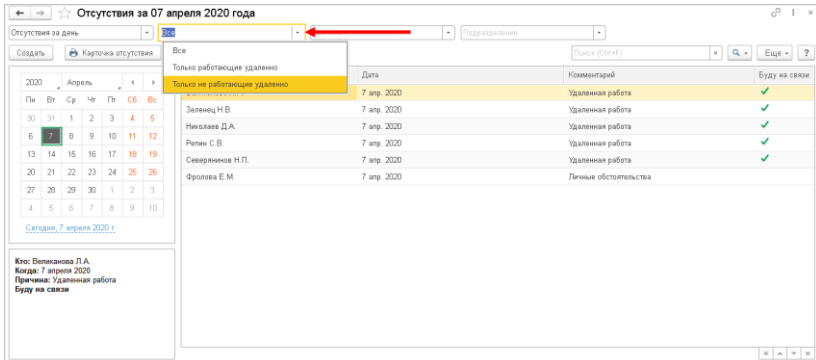 Отсутствия за 07 апреля 2020 года
Отсутствия за день
Все
Подразделение
Создать
Карточка отсутствия
Поиск (Ctrl+F)
Еще
?
Все
Только работающие удаленно
Только не работающие удаленно
2020 Апрель
Пн Вт Ср Чт Пт Сб Вс
30 31 1 2 3 4 5
6 7 8 9 10 11 12
13 14 15 16 17 18 19
20 21 22 23 24 25 26
27 28 29 30 1 2 3
4 5 6 7 8 9 10
Сегодня, 7 апреля 2020 г.
Дата Комментарий Буду на связи
7 апр. 2020 Удаленная работа
Зеленец Н.В. 7 апр. 2020 Удаленная работа
Николаев Д.А. 7 апр. 2020 Удаленная работа
Репин С.В. 7 апр. 2020 Удаленная работа
Северянинов Н.П. 7 апр. 2020 Удаленная работа
Фролова Е.М. 7 апр. 2020 Личные обстоятельства
Кто: Великанова Л.А.
Когда: 7 апреля 2020
Причина: Удаленная работа
Буду на связи